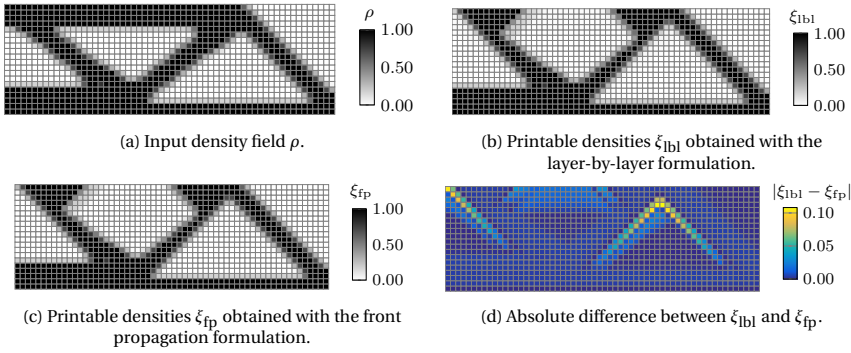 ρ
1.00
0.50
0.00
(a) Input density field ρ.
ξlbl
1.00
0.50
0.00
(b) Printable densities ξlbl obtained with the
layer-by-layer formulation.
ξfp
1.00
0.50
0.00
(c) Printable densities ξfp obtained with the front
propagation formulation.
|ξlbl − ξfp|
0.10
0.05
0.00
(d) Absolute difference between ξlbl and ξfp.